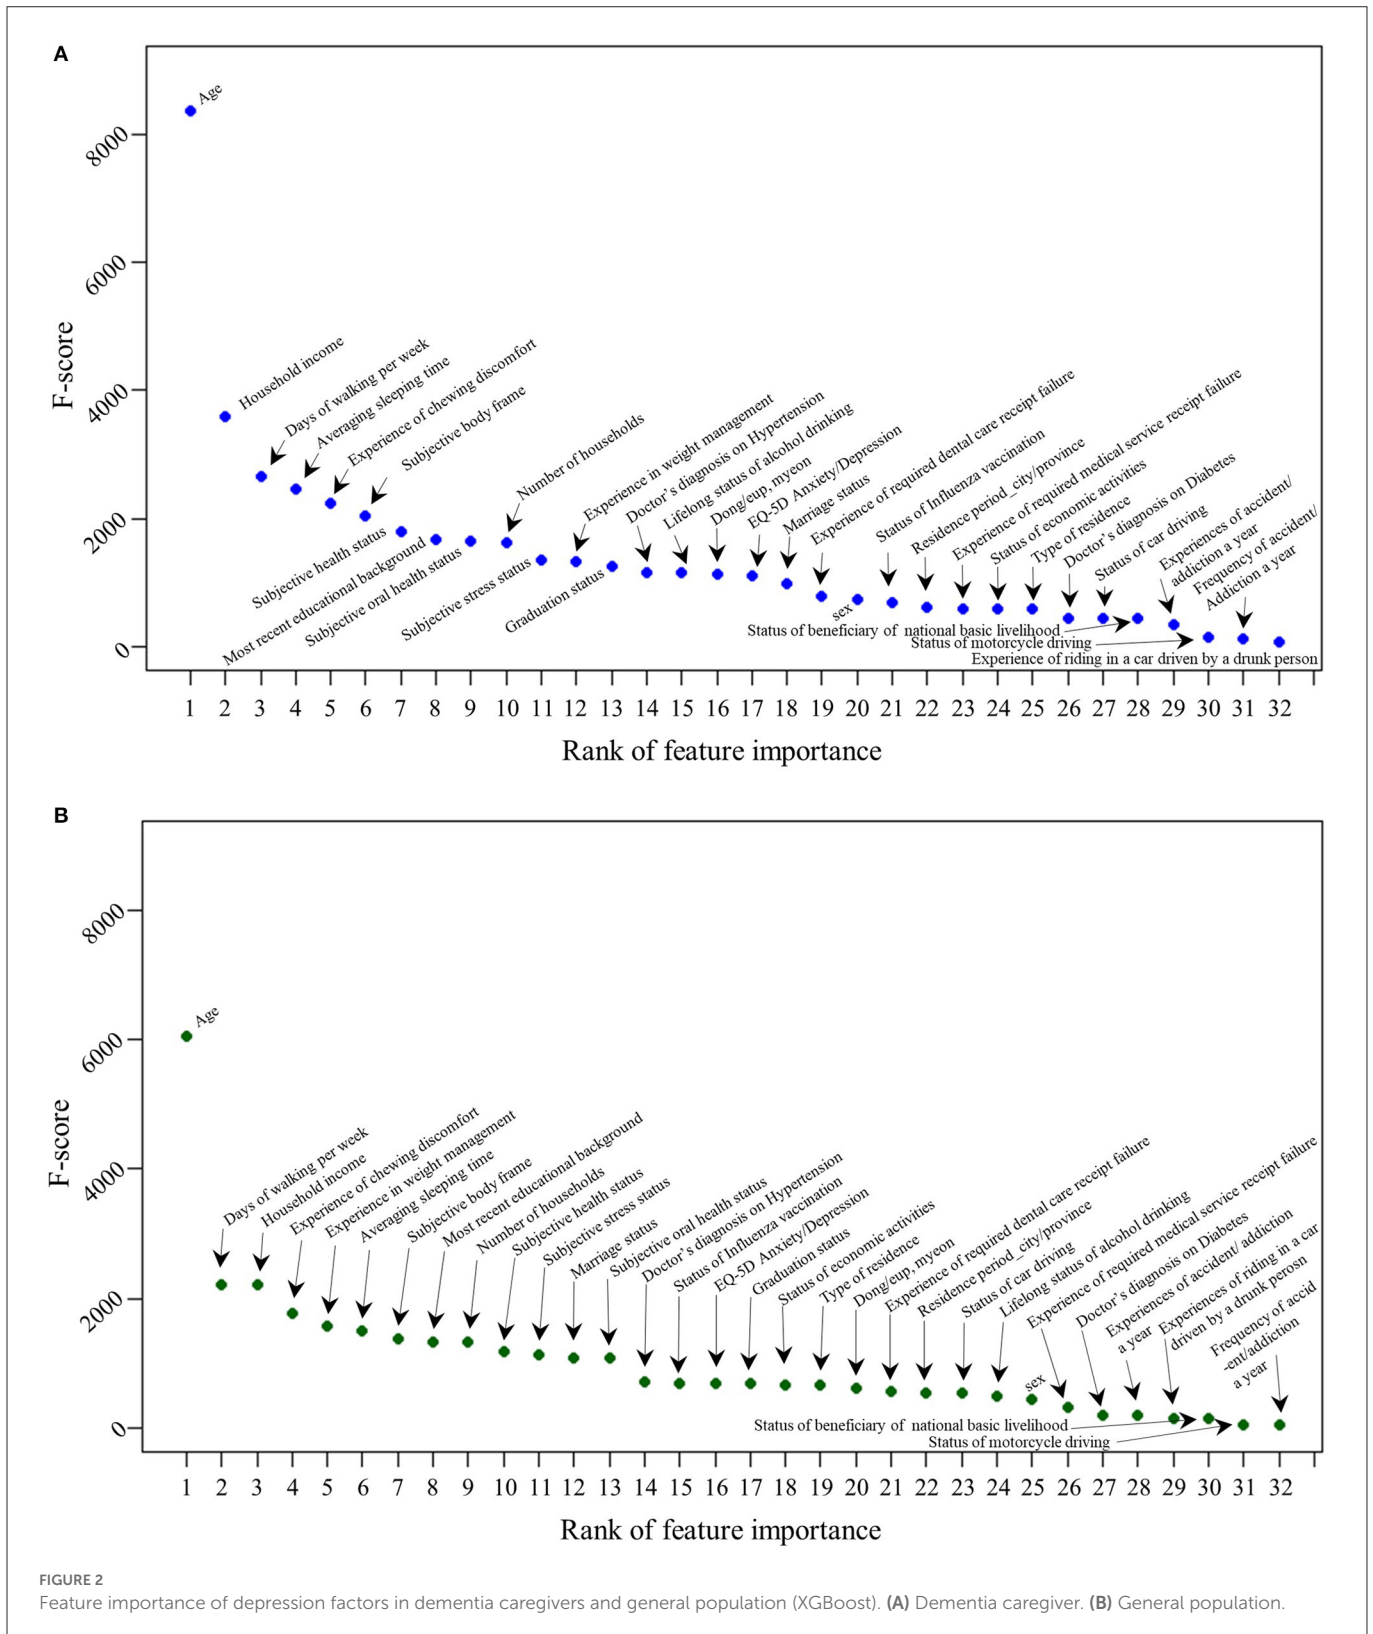 A
Age
8000
6000
4000
2000
0
F-score
Household income
Days of walking per week
Averaging sleeping time
Experience of chewing discomfort
Subjective body frame
Subjective health status
Most recent educational background
Subjective oral health status
Number of households
Subjective stress status
Experience in weight management
Graduation status
Doctor's diagnosis on Hypertension
Lifelong status of alcohol drinking
Dong/eup, myeon
EQ-5D Anxiety/Depression
Marriage status
Experience of required dental care receipt failure
sex
Status of Influenza vaccination
Residence period_city/province
Experience of required medical service receipt failure
Status of economic activities
Type of residence
Doctor's diagnosis on Diabetes
Status of car driving
Status of beneficiary of national basic livelihood
Experiences of accident/
addiction a year
Status of motorcycle driving
Frequency of accident/
Addiction a year
Experience of riding in a car driven by a drunk person
1 2 3 4 5 6 7 8 9 10 11 12 13 14 15 16 17 18 19 20 21 22 23 24 25 26 27 28 29 30 31 32
Rank of feature importance
B
Age
8000
6000
4000
2000
0
F-score
Days of walking per week
Household income
Experience of chewing discomfort
Experience in weight management
Averaging sleeping time
Subjective body frame
Most recent educational background
Number of households
Subjective health status
Subjective stress status
Marriage status
Subjective oral health status
Doctor's diagnosis on Hypertension
Status of Influenza vaccination
EQ-5D Anxiety/Depression
Graduation status
Status of economic activities
Type of residence
Dong/eup, myeon
Experience of required dental care receipt failure
Residence period_city/province
Status of car driving
Lifelong status of alcohol drinking
sex
Experience of required medical service receipt failure
Doctor's diagnosis on Diabetes
Experiences of accident/ addiction
a year
Experiences of riding in a car
driven by a drunk perosn
Status of beneficiary of national basic livelihood
Status of motorcycle driving
Frequency of accid
-ent/addiction
a year
1 2 3 4 5 6 7 8 9 10 11 12 13 14 15 16 17 18 19 20 21 22 23 24 25 26 27 28 29 30 31 32
Rank of feature importance
FIGURE 2
Feature importance of depression factors in dementia caregivers and general population (XGBoost). (A) Dementia caregiver. (B) General population.